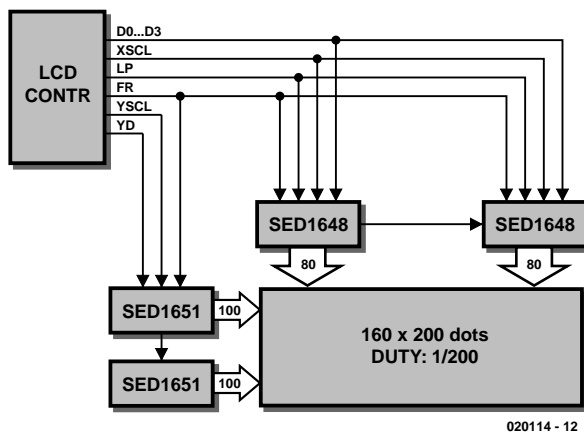 D0...D3
XSCL
LP
FR
YSCL
YD
LCD
CONTR
SED1648
SED1648
80
80
SED1651
100
160 x 200 dots
DUTY: 1/200
SED1651
100
020114 - 12